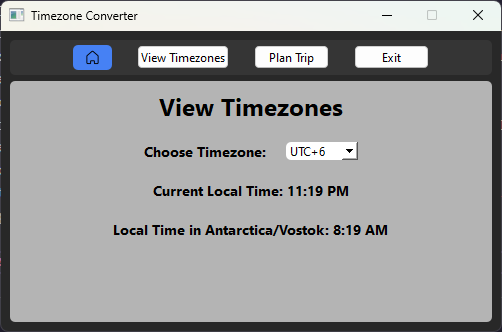 Timezone Converter
View Timezones Plan Trip Exit
View Timezones
Choose Timezone: UTC+6
Current Local Time: 11:19 PM
Local Time in Antarctica/Vostok: 8:19 AM